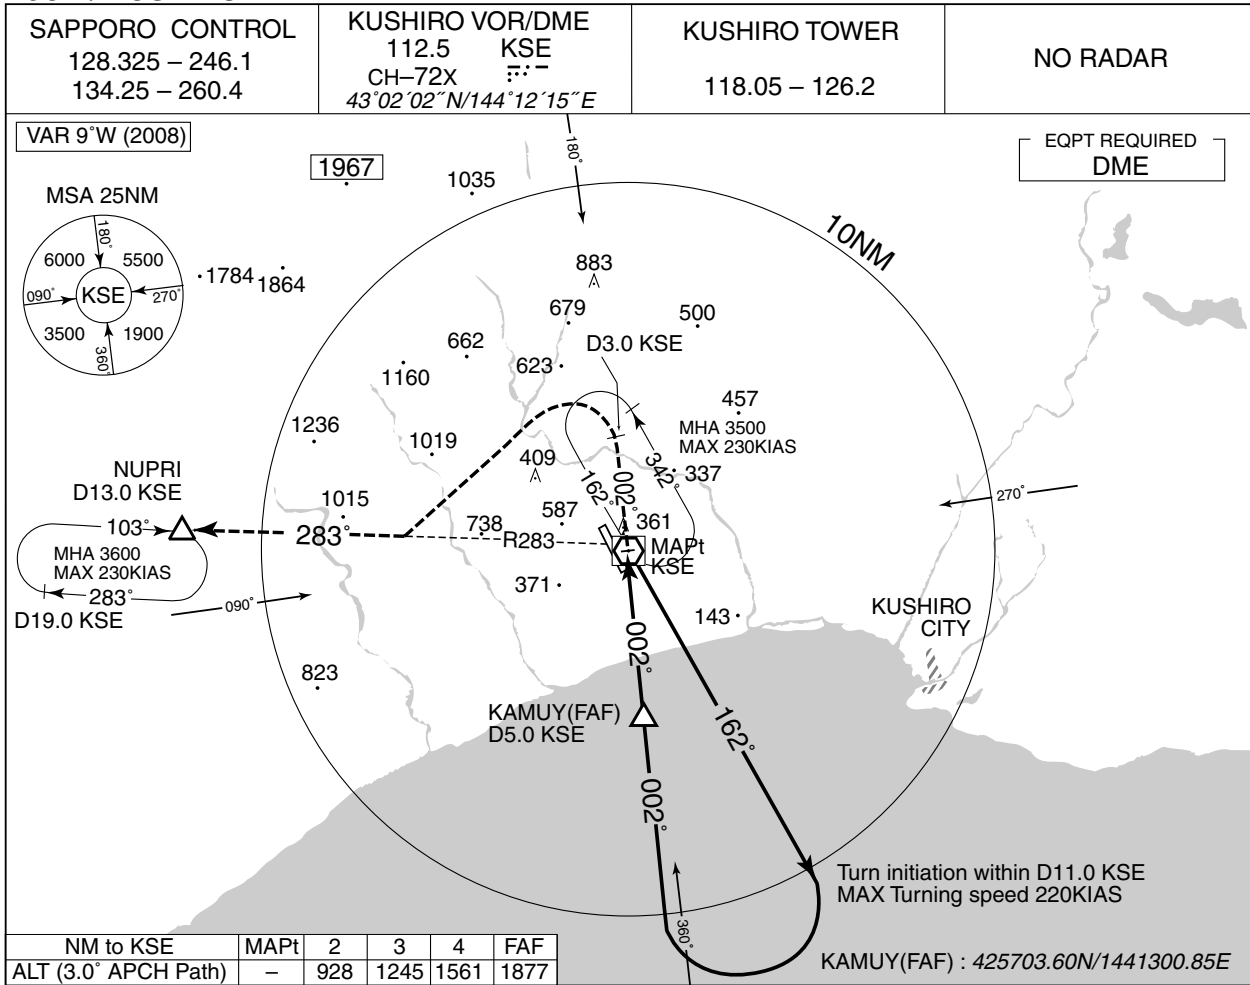 SAPPORO CONTROL
128.325 – 246.1
134.25 – 260.4
KUSHIRO VOR/DME
112.5 KSE
CH–72X
43°02´02˝N/144°12´15˝E
KUSHIRO TOWER
118.05 – 126.2
NO RADAR
VAR 9°W (2008)
EQPT REQUIRED
DME
MSA 25NM
180°
6000
5500
090°
KSE
270°
3500
1900
360°
180°
1967
1035
10NM
1784
1864
883
679
500
D3.0 KSE
662
623
1160
457
MHA 3500
MAX 230KIAS
1236
1019
409
342°
337
162°
002°
NUPRI
D13.0 KSE
1015
103°
283°
738
587
R283
361
MAPt
KSE
270°
MHA 3600
MAX 230KIAS
283°
D19.0 KSE
090°
371
143
KUSHIRO
CITY
002°
823
KAMUY(FAF)
D5.0 KSE
162°
002°
Turn initiation within D11.0 KSE
MAX Turning speed 220KIAS
360°
NM to KSE MAPt 2 3 4 FAF
ALT (3.0° APCH Path) – 928 1245 1561 1877
KAMUY(FAF) : 425703.60N/1441300.85E